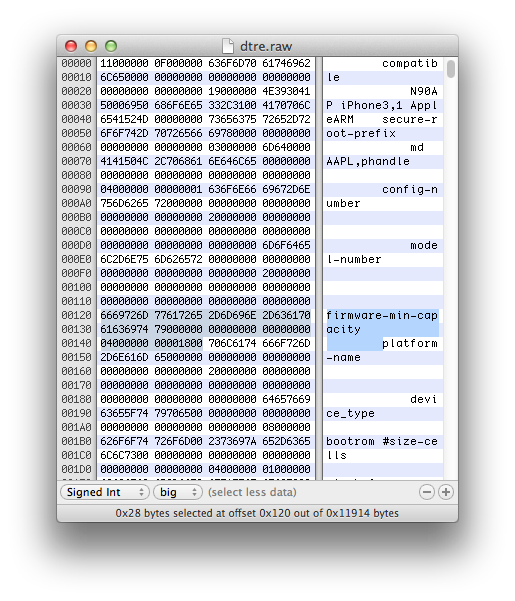 dtre.raw
00000 11000000 0F000000 636F6D70 61746962 compatib
00010 6C650000 00000000 00000000 00000000 le
00020 00000000 00000000 19000000 4E393041 N90A
00030 50006950 686F6E65 332C3100 4170706C P iPhone3,1 Appl
00040 6541524D 00000000 73656375 72652D72 eARM secure-r
00050 6F6F742D 70726566 69780000 00000000 oot-prefix
00060 00000000 00000000 03000000 6D640000 md
00070 4141504C 2C706861 6E646C65 00000000 AAPL,phandle
00080 00000000 00000000 00000000 00000000
00090 04000000 00000001 636F6E66 69672D6E config-n
000A0 756D6265 72000000 00000000 00000000 umber
000B0 00000000 00000000 20000000 00000000
000C0 00000000 00000000 00000000 00000000
000D0 00000000 00000000 00000000 6D6F6465 mode
000E0 6C2D6E75 6D626572 00000000 00000000 l-number
000F0 00000000 00000000 00000000 20000000
00100 00000000 00000000 00000000 00000000
00110 00000000 00000000 00000000 00000000
00120 6669726D 77617265 2D6D696E 2D636170 firmware-min-cap
00130 61636974 79000000 00000000 00000000 acity
00140 04000000 00001800 706C6174 666F726D platform
00150 2D6E616D 65000000 00000000 00000000 -name
00160 00000000 00000000 20000000 00000000
00170 00000000 00000000 00000000 00000000
00180 00000000 00000000 00000000 64657669 devi
00190 63655F74 79706500 00000000 00000000 ce_type
001A0 00000000 00000000 00000000 08000000
001B0 626F6F74 726F6D00 2373697A 652D6365 bootrom #size-ce
001C0 6C6C7300 00000000 00000000 00000000 lls
001D0 00000000 00000000 04000000 01000000
Signed Int big (select less data)
0x28 bytes selected at offset 0x120 out of 0x11914 bytes